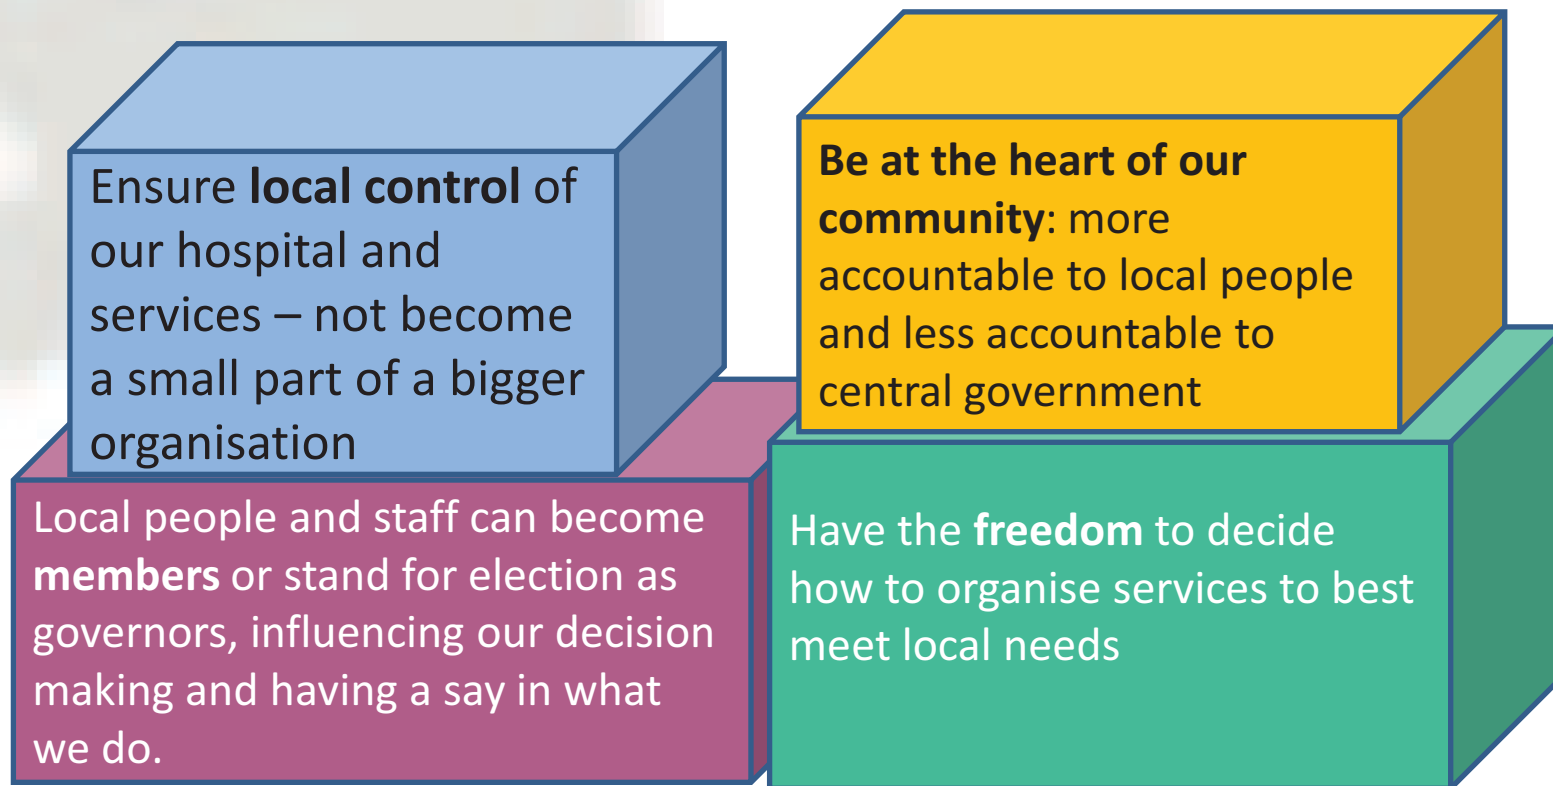 Ensure local control of
our hospital and
services – not become
a small part of a bigger
organisation
Be at the heart of our
community: more
accountable to local people
and less accountable to
central government
Local people and staff can become
members or stand for election as
governors, influencing our decision
making and having a say in what
we do.
Have the freedom to decide
how to organise services to best
meet local needs